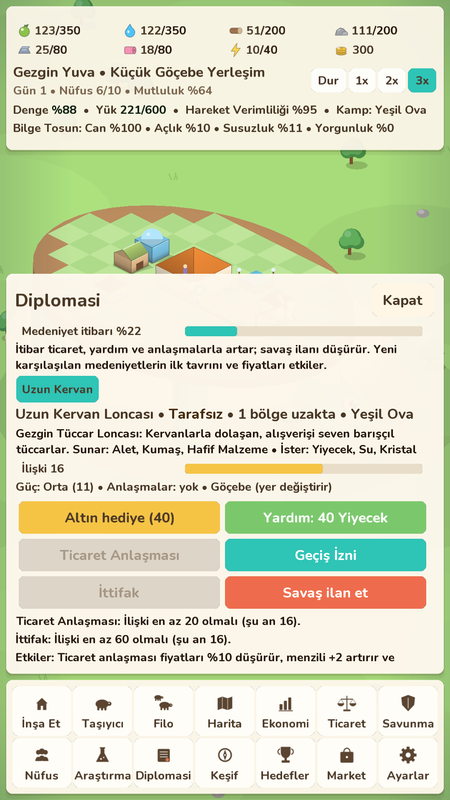 123/350 122/350 51/200 111/200
25/80 18/80 10/40 300
Gezgin Yuva • Küçük Göçebe Yerleşim
Gün 1 • Nüfus 6/10 • Mutluluk %64
Dur 1x 2x 3x
Denge %88 • Yük 221/600 • Hareket Verimliliği %95 • Kamp: Yeşil Ova
Bilge Tosun: Can %100 • Açlık %10 • Susuzluk %11 • Yorgunluk %0
Diplomasi
Kapat
Medeniyet itibarı %22
İtibar ticaret, yardım ve anlaşmalarla artar; savaş ilanı düşürür. Yeni
karşılaşılan medeniyetlerin ilk tavrını ve fiyatları etkiler.
Uzun Kervan
Uzun Kervan Loncası • Tarafsız • 1 bölge uzakta • Yeşil Ova
Gezgin Tüccar Loncası: Kervanlarla dolaşan, alışverişi seven barışçıl
tüccarlar. Sunar: Alet, Kumaş, Hafif Malzeme • İster: Yiyecek, Su, Kristal
İlişki 16
Güç: Orta (11) • Anlaşmalar: yok • Göçebe (yer değiştirir)
Altın hediye (40) Yardım: 40 Yiyecek
Ticaret Anlaşması Geçiş İzni
İttifak Savaş ilan et
Ticaret Anlaşması: İlişki en az 20 olmalı (şu an 16).
İttifak: İlişki en az 60 olmalı (şu an 16).
Etkiler: Ticaret anlaşması fiyatları %10 düşürür, menzili +2 artırır ve
İnşa Et Taşıyıcı Filo Harita Ekonomi Ticaret Savunma
Nüfus Araştırma Diplomasi Keşif Hedefler Market Ayarlar